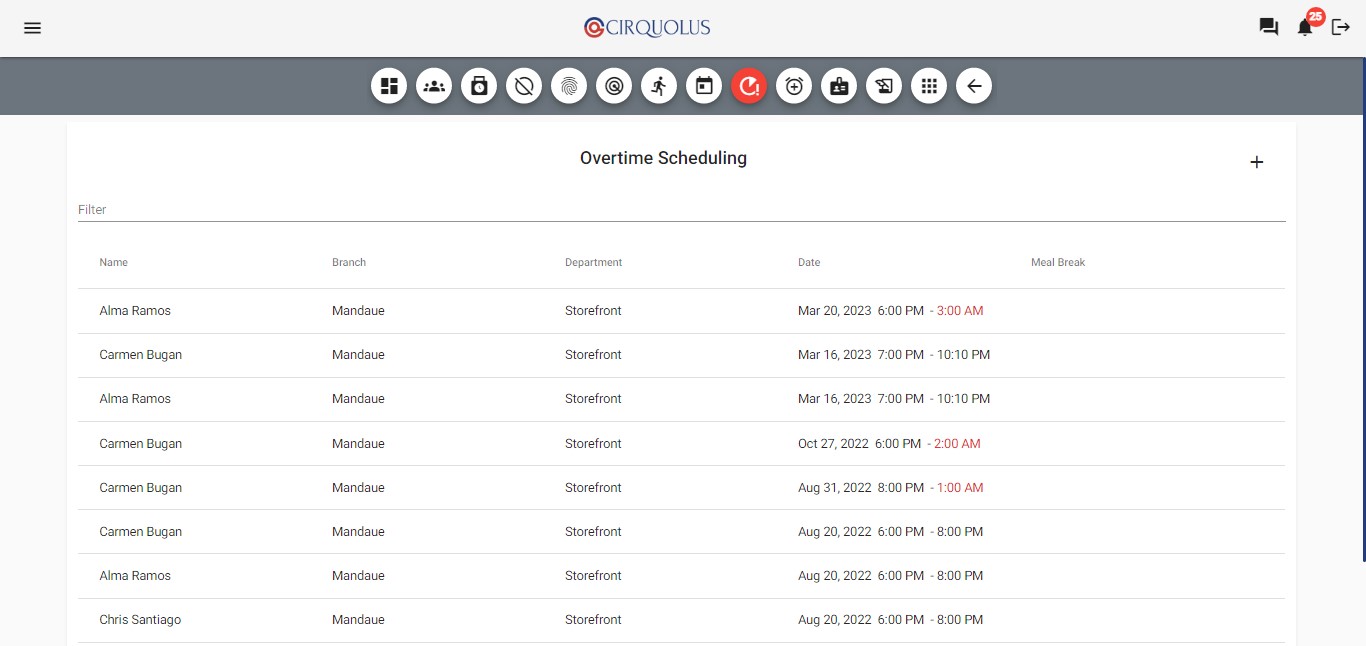 CIRQUOLUS
25
Overtime Scheduling
Filter
Name Branch Department Date Meal Break
Alma Ramos Mandaue Storefront Mar 20, 2023 6:00 PM - 3:00 AM
Carmen Bugan Mandaue Storefront Mar 16, 2023 7:00 PM - 10:10 PM
Alma Ramos Mandaue Storefront Mar 16, 2023 7:00 PM - 10:10 PM
Carmen Bugan Mandaue Storefront Oct 27, 2022 6:00 PM - 2:00 AM
Carmen Bugan Mandaue Storefront Aug 31, 2022 8:00 PM - 1:00 AM
Carmen Bugan Mandaue Storefront Aug 20, 2022 6:00 PM - 8:00 PM
Alma Ramos Mandaue Storefront Aug 20, 2022 6:00 PM - 8:00 PM
Chris Santiago Mandaue Storefront Aug 20, 2022 6:00 PM - 8:00 PM